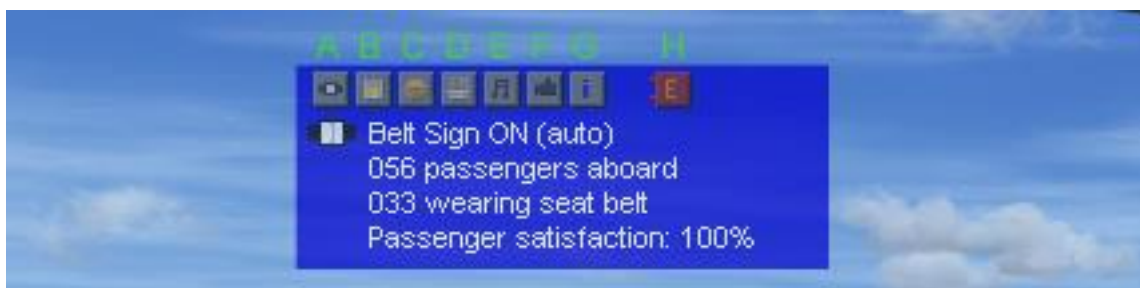 A B C D E F G H
E
Belt Sign ON (auto)
056 passengers aboard
033 wearing seat belt
Passenger satisfaction: 100%